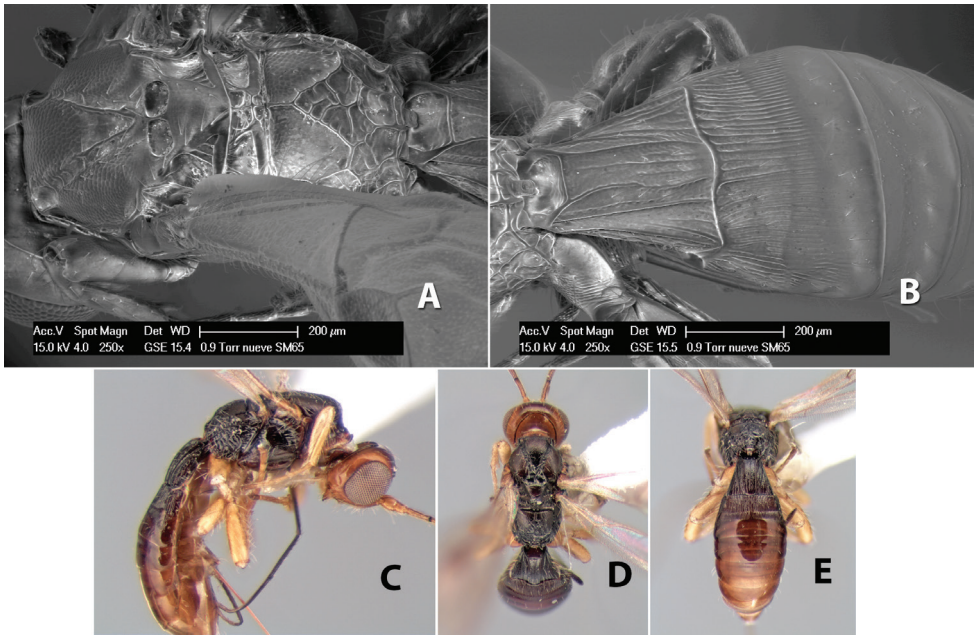 A
Acc.V Spot Magn Det WD 200 µm
15.0 kV 4.0 250x GSE 15.4 0.9 Torr nueve SM65
B
Acc.V Spot Magn Det WD 200 µm
15.0 kV 4.0 250x GSE 15.5 0.9 Torr nueve SM65
C
D
E